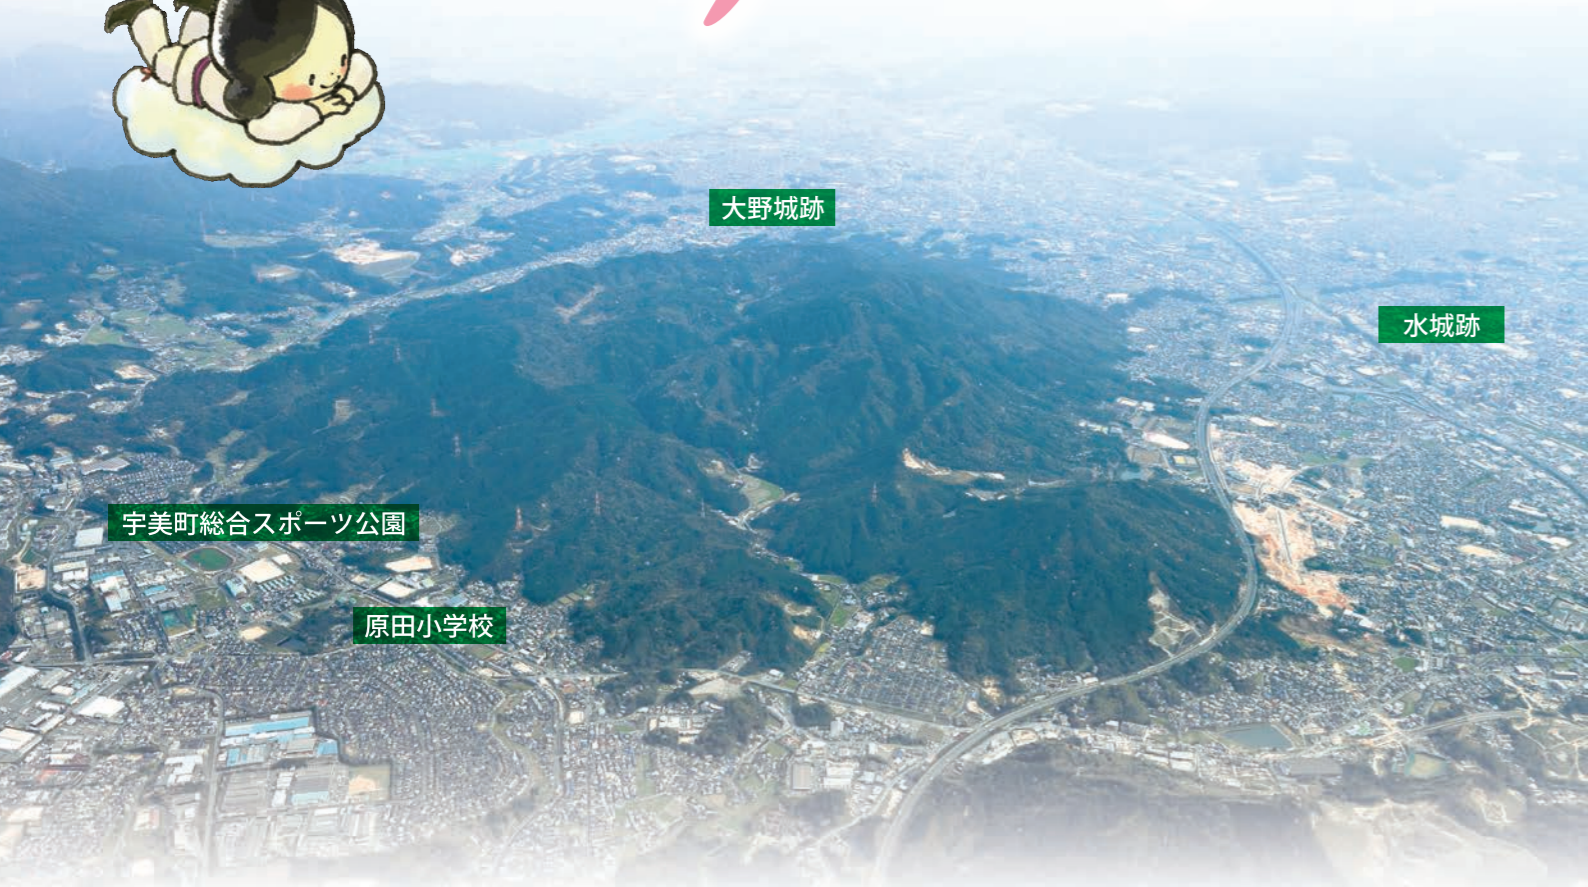 大野城跡
水城跡
宇美町総合スポーツ公園
原田小学校